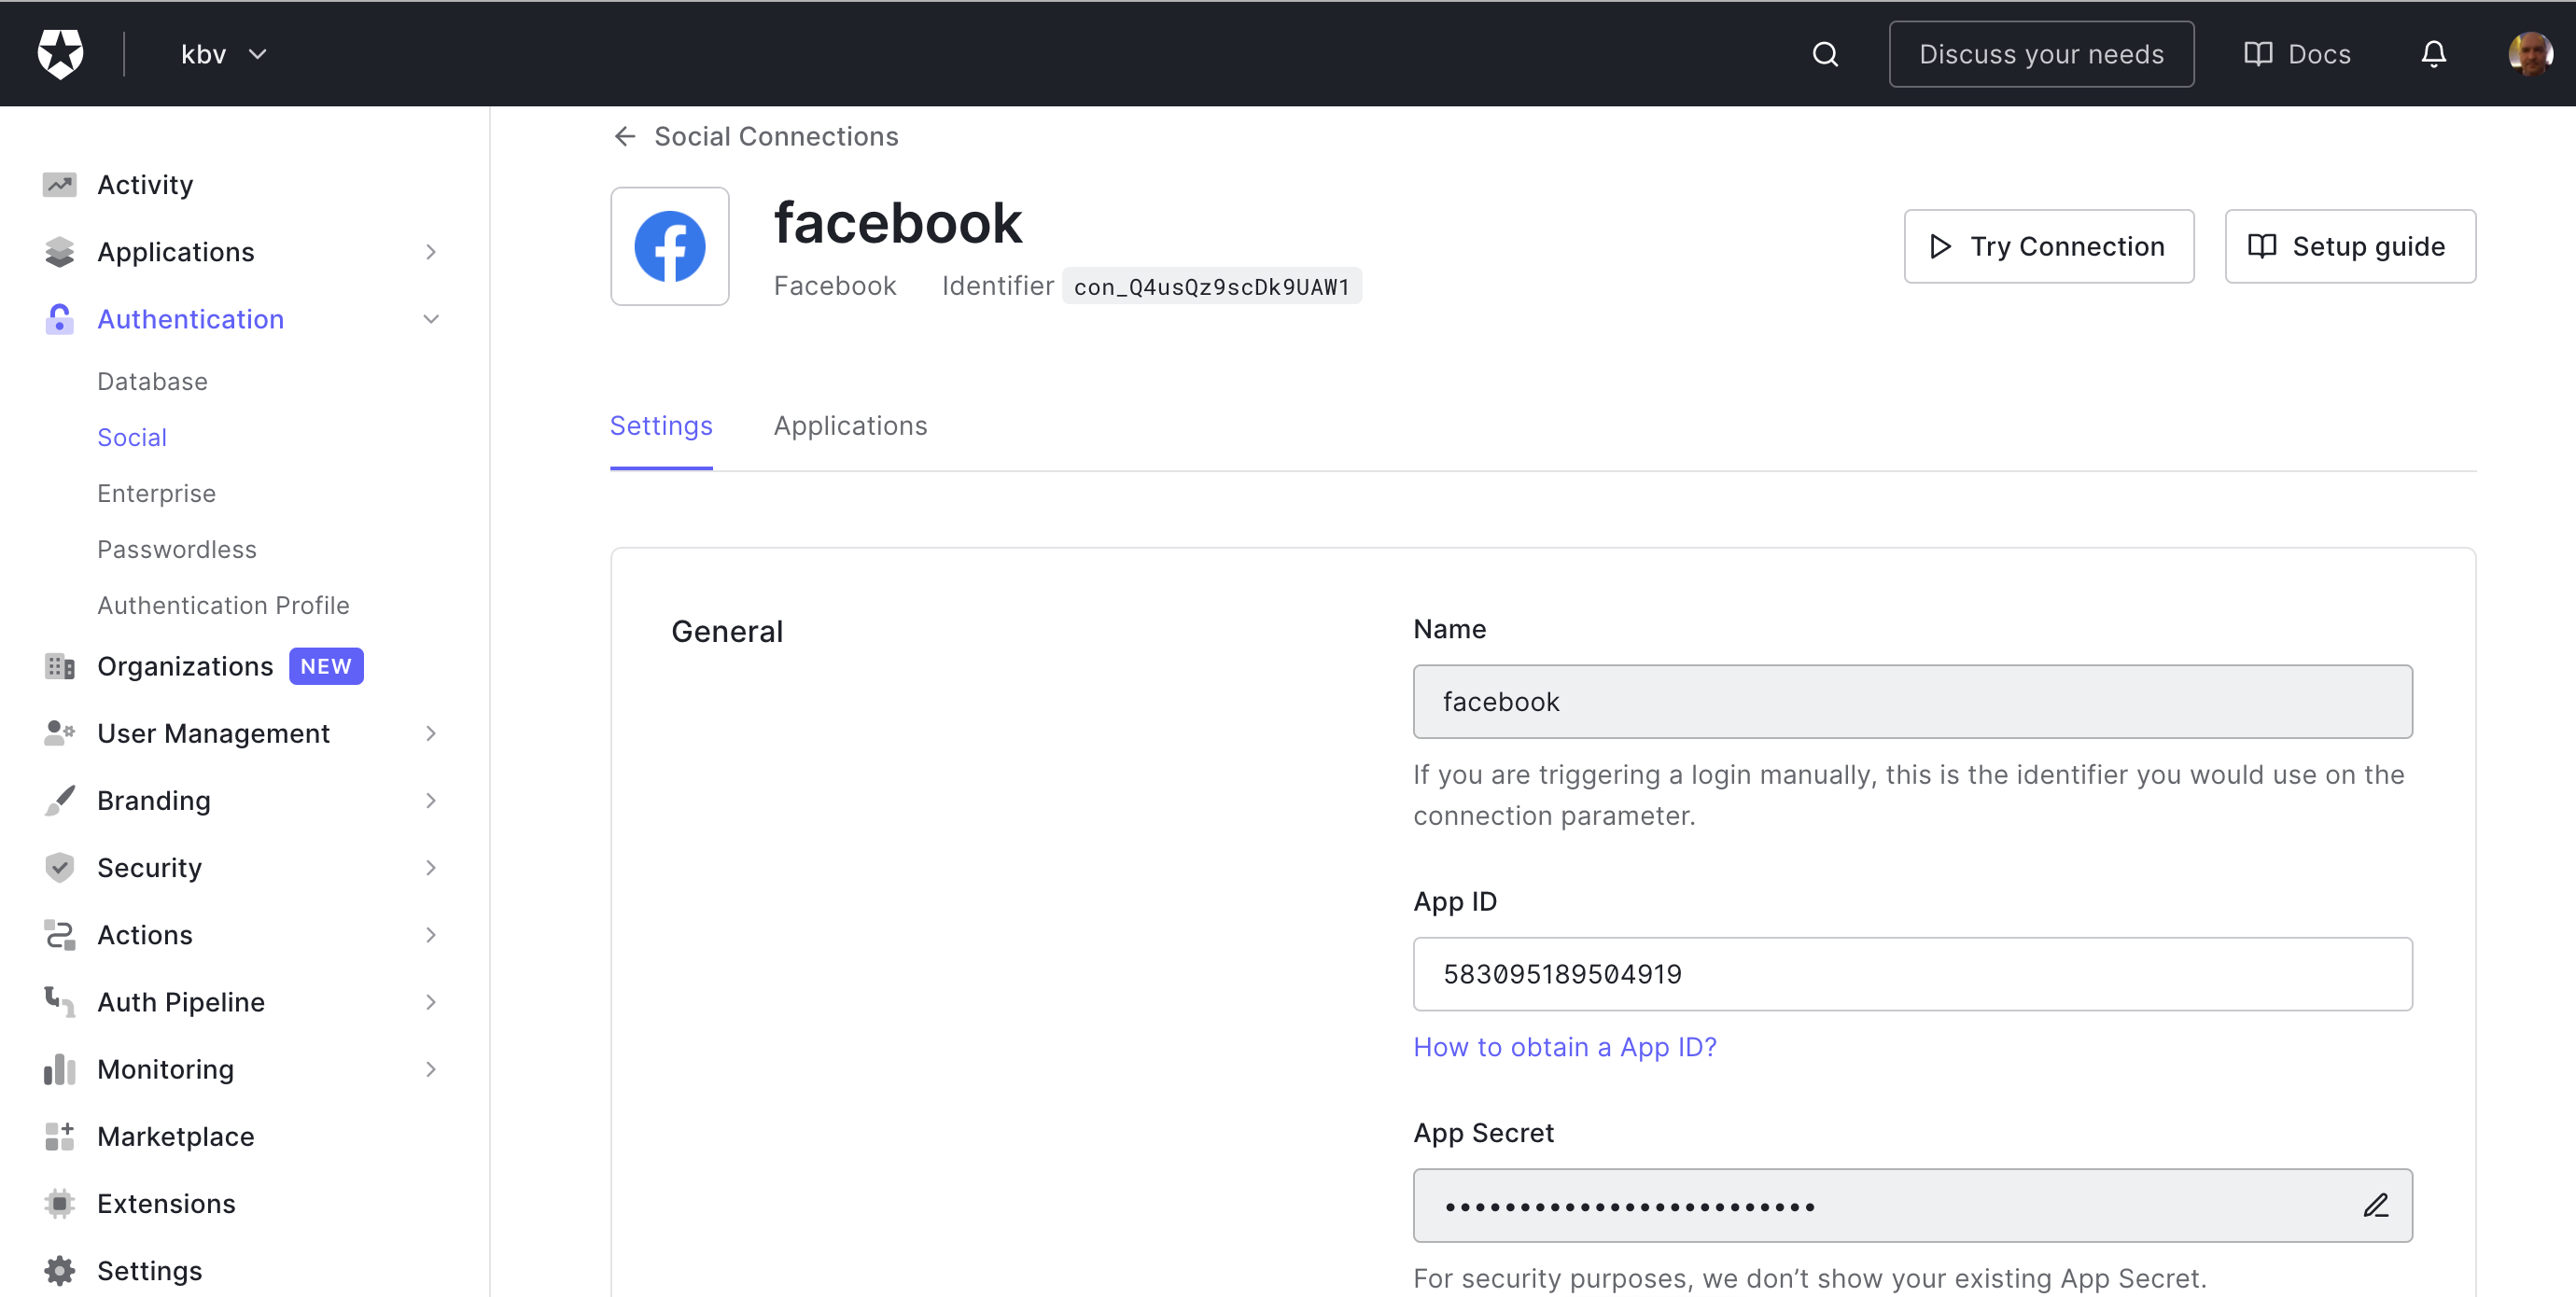 kbv
Discuss your needs
Docs
Activity
Applications
Authentication
Database
Social
Enterprise
Passwordless
Authentication Profile
Organizations NEW
User Management
Branding
Security
Actions
Auth Pipeline
Monitoring
Marketplace
Extensions
Settings
Social Connections
facebook
Facebook Identifier con_Q4usQz9scDk9UAW1
Try Connection
Setup guide
Settings Applications
General
Name
facebook
If you are triggering a login manually, this is the identifier you would use on the
connection parameter.
App ID
583095189504919
How to obtain a App ID?
App Secret
•••••••••••••••••••••••••
For security purposes, we don’t show your existing App Secret.